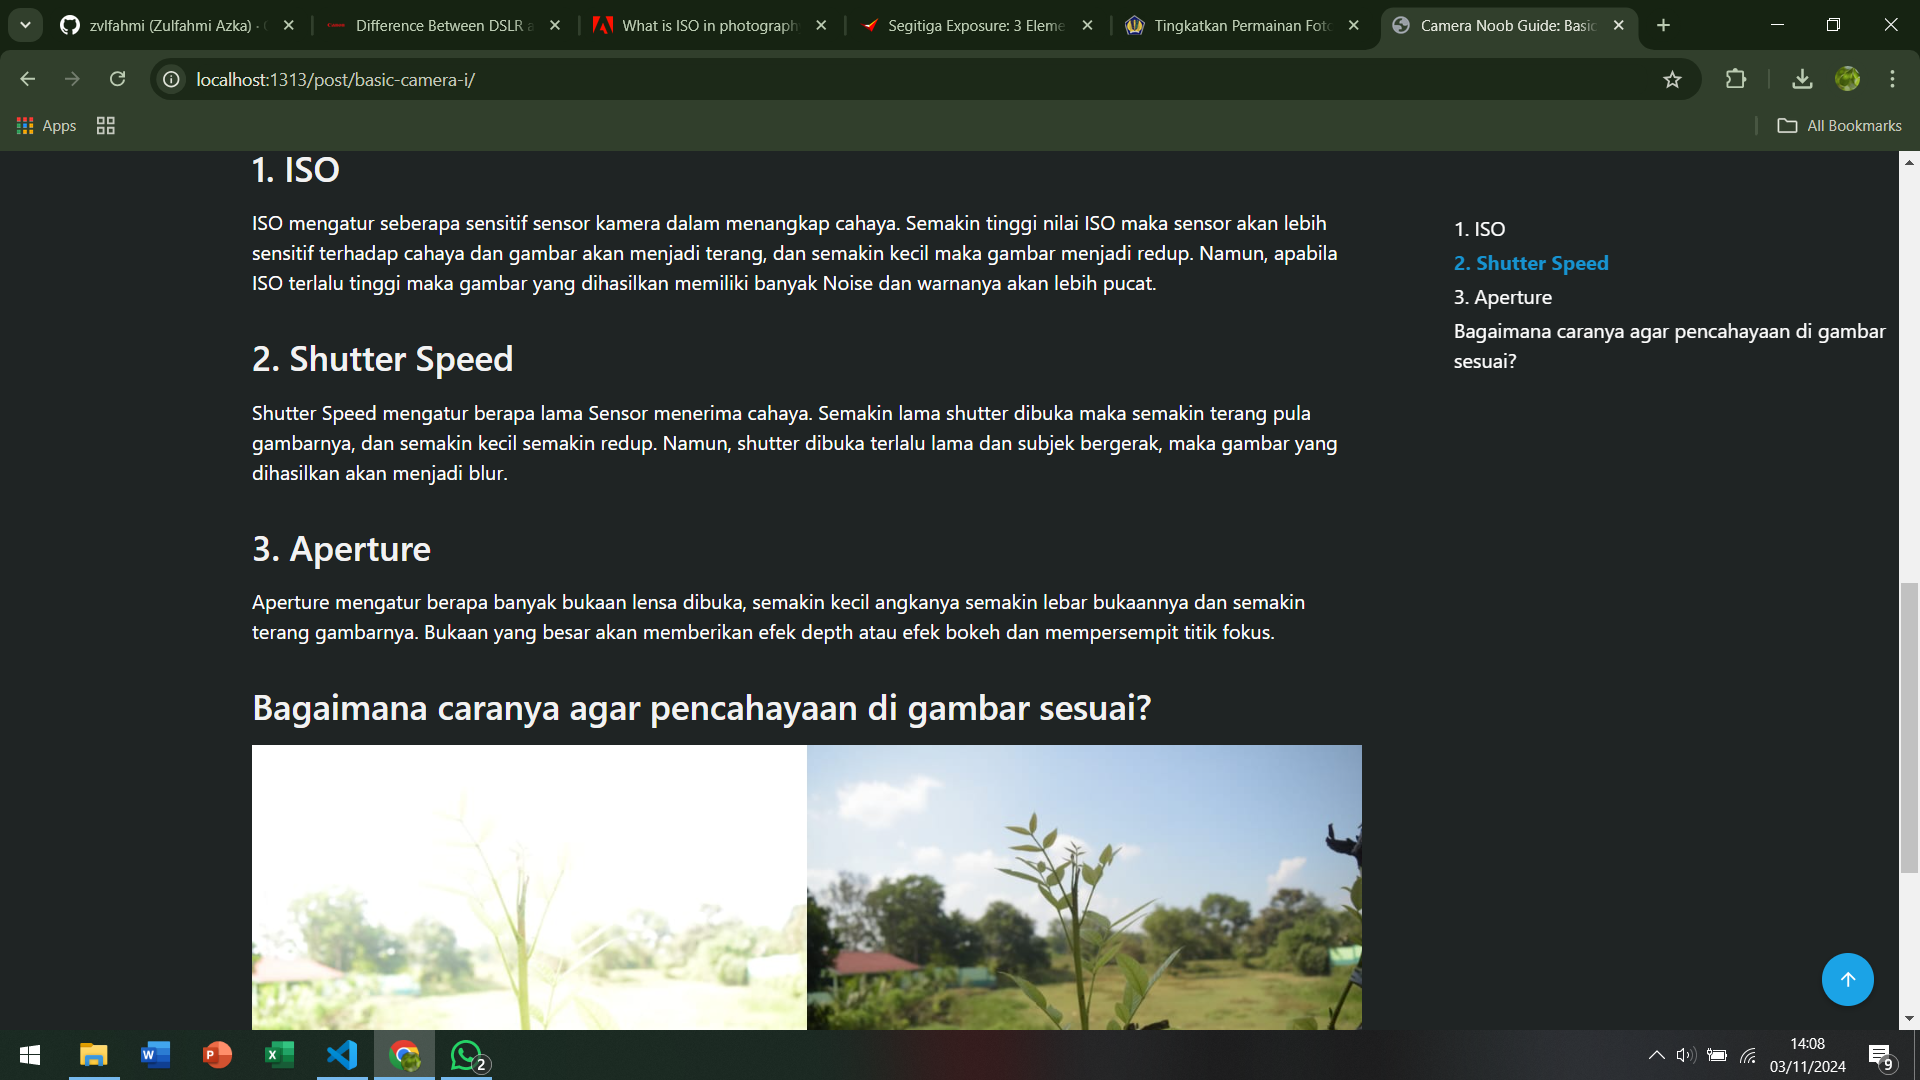 zvlfahmi (Zulfahmi Azka) ·
Difference Between DSLR a
What is ISO in photograph
Segitiga Exposure: 3 Eleme
Tingkatkan Permainan Foto
Camera Noob Guide: Basic
localhost:1313/post/basic-camera-i/
Apps
All Bookmarks
1. ISO
ISO mengatur seberapa sensitif sensor kamera dalam menangkap cahaya. Semakin tinggi nilai ISO maka sensor akan lebih
sensitif terhadap cahaya dan gambar akan menjadi terang, dan semakin kecil maka gambar menjadi redup. Namun, apabila
ISO terlalu tinggi maka gambar yang dihasilkan memiliki banyak Noise dan warnanya akan lebih pucat.
2. Shutter Speed
Shutter Speed mengatur berapa lama Sensor menerima cahaya. Semakin lama shutter dibuka maka semakin terang pula
gambarnya, dan semakin kecil semakin redup. Namun, shutter dibuka terlalu lama dan subjek bergerak, maka gambar yang
dihasilkan akan menjadi blur.
3. Aperture
Aperture mengatur berapa banyak bukaan lensa dibuka, semakin kecil angkanya semakin lebar bukaannya dan semakin
terang gambarnya. Bukaan yang besar akan memberikan efek depth atau efek bokeh dan mempersempit titik fokus.
Bagaimana caranya agar pencahayaan di gambar sesuai?
1. ISO
2. Shutter Speed
3. Aperture
Bagaimana caranya agar pencahayaan di gambar
sesuai?
2
14:08
03/11/2024
9